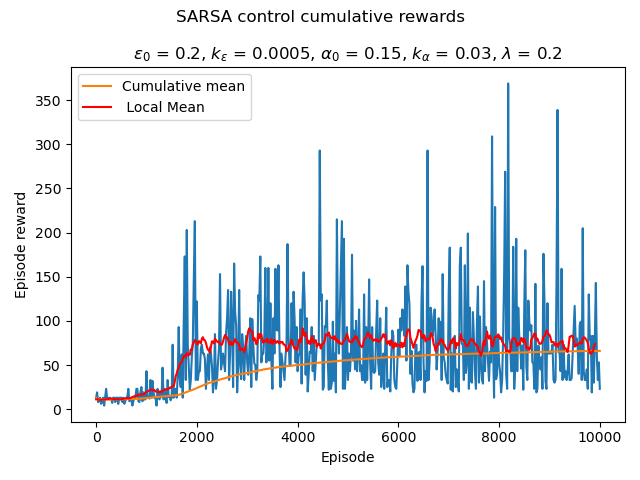 SARSA control cumulative rewards
ε₀ = 0.2, kε = 0.0005, α₀ = 0.15, kα = 0.03, λ = 0.2
Cumulative mean
Local Mean
Episode reward
350
300
250
200
150
100
50
0
0 2000 4000 6000 8000 10000
Episode